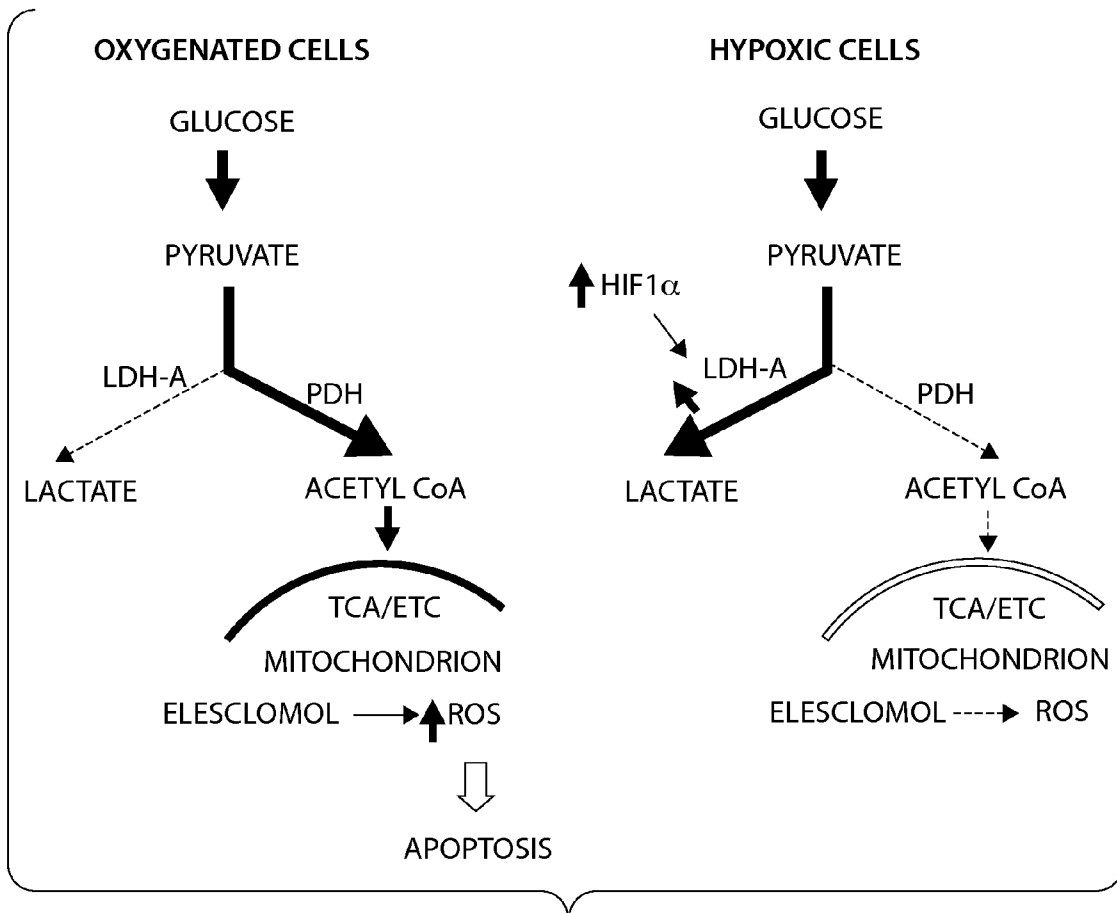 OXYGENATED CELLS
GLUCOSE
PYRUVATE
LDH-A
PDH
LACTATE
ACETYL CoA
TCA/ETC
MITOCHONDRION
ELESCLOMOL
ROS
APOPTOSIS
HYPOXIC CELLS
GLUCOSE
PYRUVATE
HIF1α
LDH-A
PDH
LACTATE
ACETYL CoA
TCA/ETC
MITOCHONDRION
ELESCLOMOL
ROS